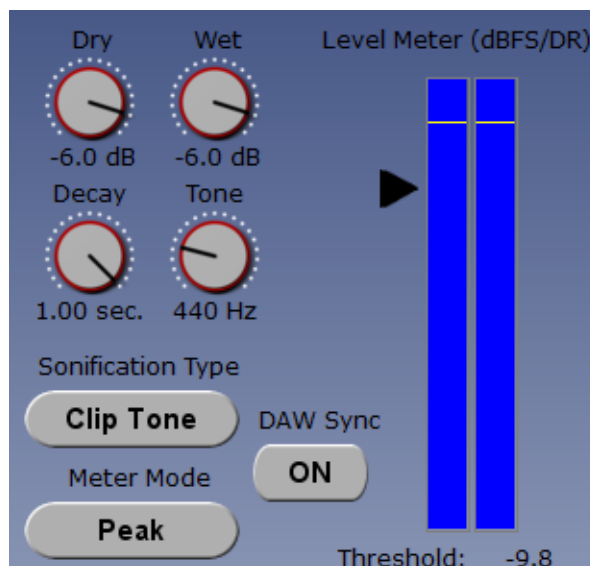 Dry Wet Level Meter (dBFS/DR)
-6.0 dB -6.0 dB
Decay Tone
1.00 sec. 440 Hz
Sonification Type
Clip Tone
DAW Sync
ON
Meter Mode
Peak
Threshold: -9.8